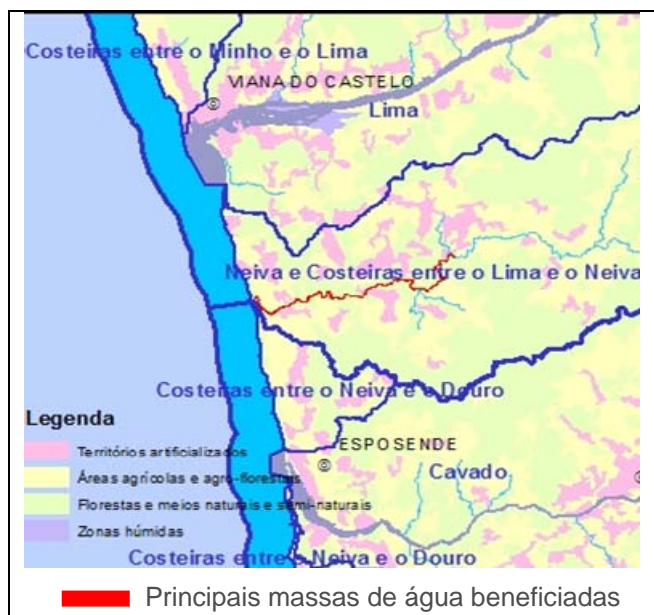 Costeiras entre o Minho e o Lima
VIANA DO CASTELO
Lima
Neiva e Costeiras entre o Lima e o Neiva
Costeiras entre o Neiva e o Douro
Legenda
ESPOSENDE
Territórios artificializados
Cavado
Áreas agrícolas e agro-florestais
Florestas e meios naturais e semi-naturais
Zonas húmidas
Costeiras entre o Neiva e o Douro
Principais massas de água beneficiadas